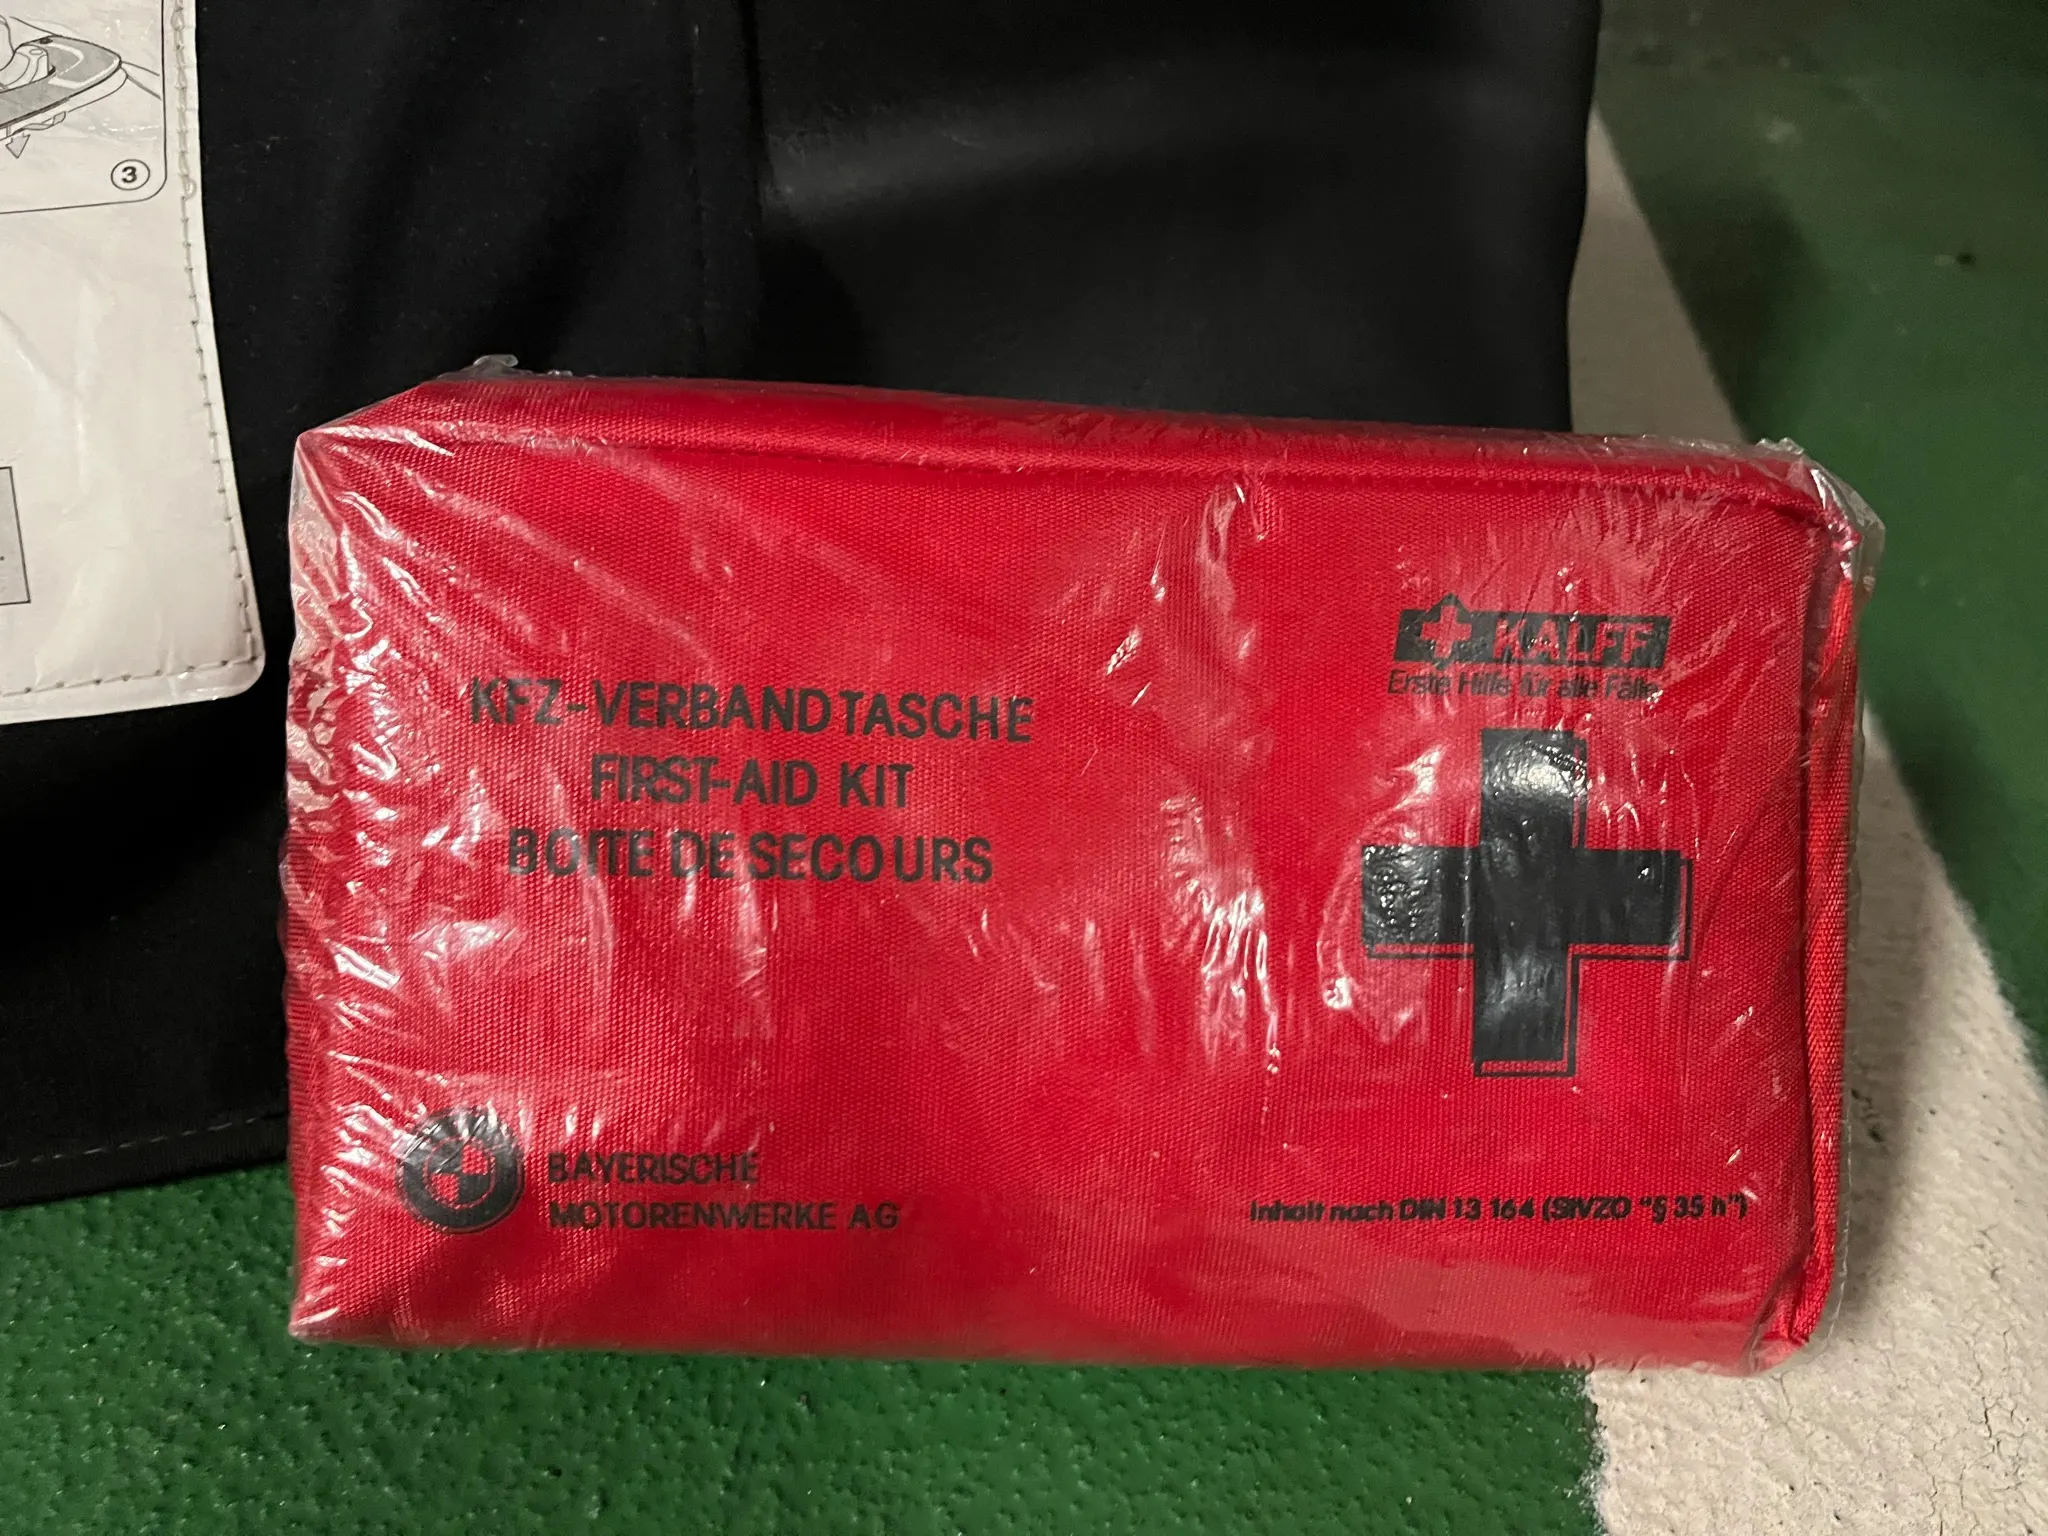 3
KALFF
Erste Hilfe für alle Fälle
KFZ-VERBANDTASCHE
FIRST-AID KIT
BOITE DE SECOURS
BAYERISCHE
MOTORENWERKE AG
Inhalt nach DIN 13 164 (StVZO "§ 35 h")